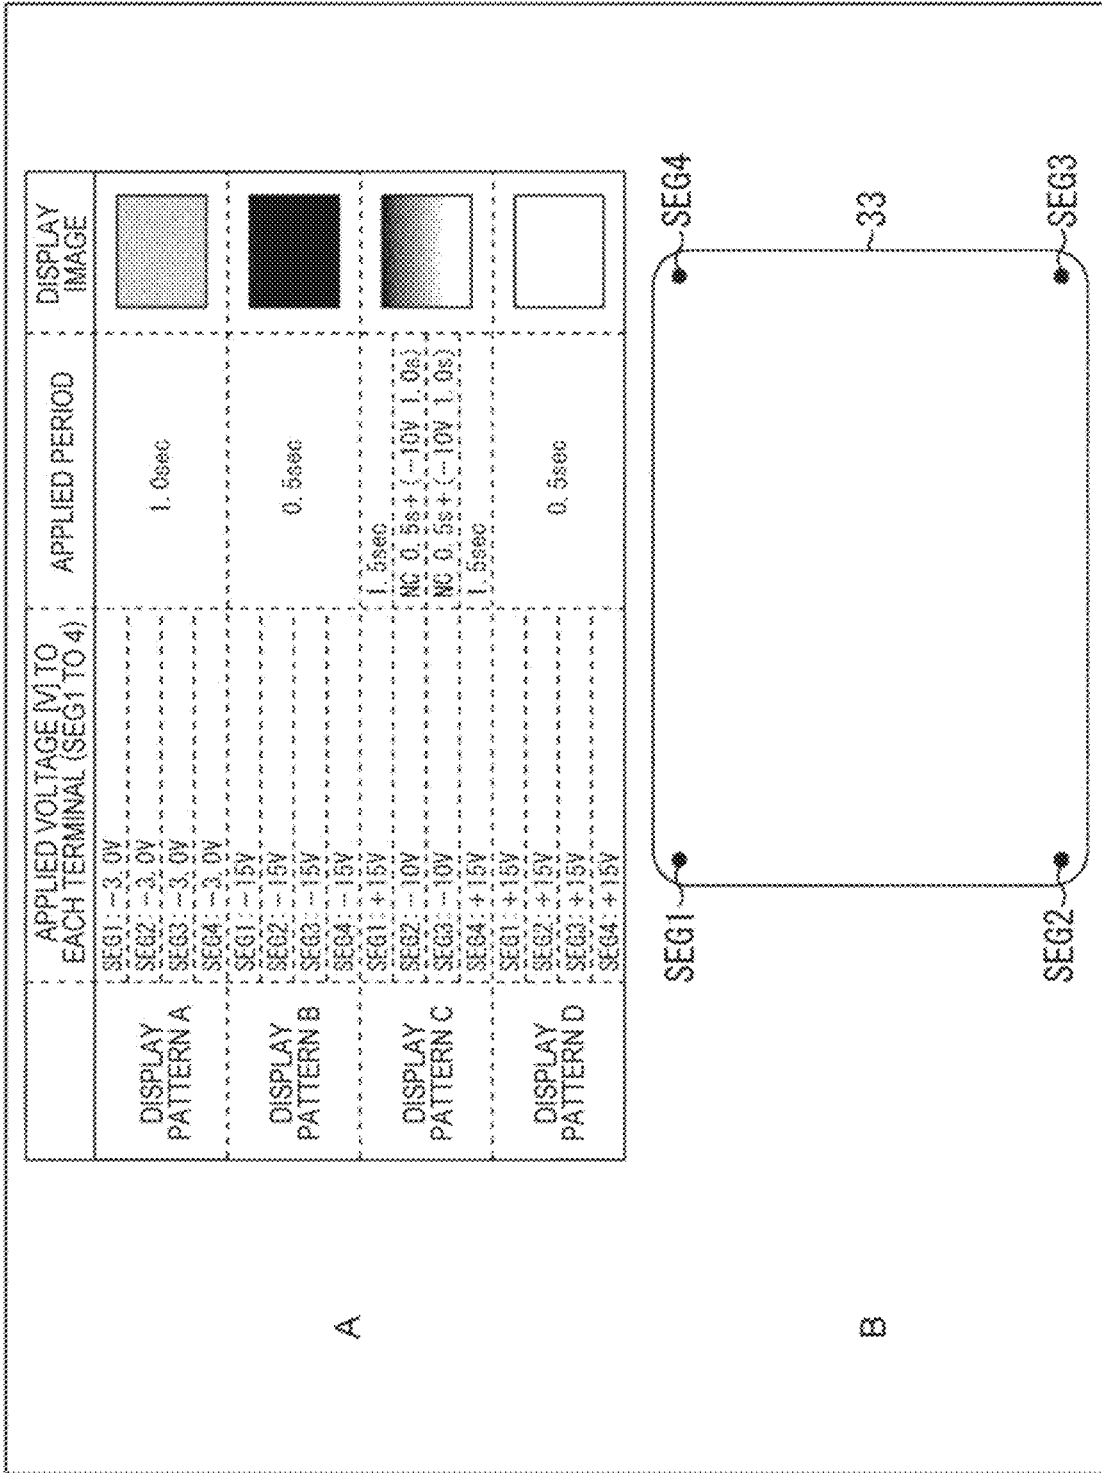 APPLIED VOLTAGE [V] TO
EACH TERMINAL (SEG1 TO 4)
APPLIED PERIOD
DISPLAY
IMAGE
DISPLAY
PATTERN A
SEG1:-3.0V
SEG2:-3.0V
SEG3:-3.0V
SEG4:-3.0V
1.0sec
DISPLAY
PATTERN B
SEG1:-15V
SEG2:-15V
SEG3:-15V
SEG4:-15V
0.5sec
DISPLAY
PATTERN C
SEG1:+15V
SEG2:-10V
SEG3:-10V
SEG4:+15V
1.5sec
NC 0.5s+(-10V 1.0s)
NC 0.5s+(-10V 1.0s)
1.5sec
DISPLAY
PATTERN D
SEG1:+15V
SEG2:+15V
SEG3:+15V
SEG4:+15V
0.5sec
A
SEG1
SEG4
33
SEG2
SEG3
B